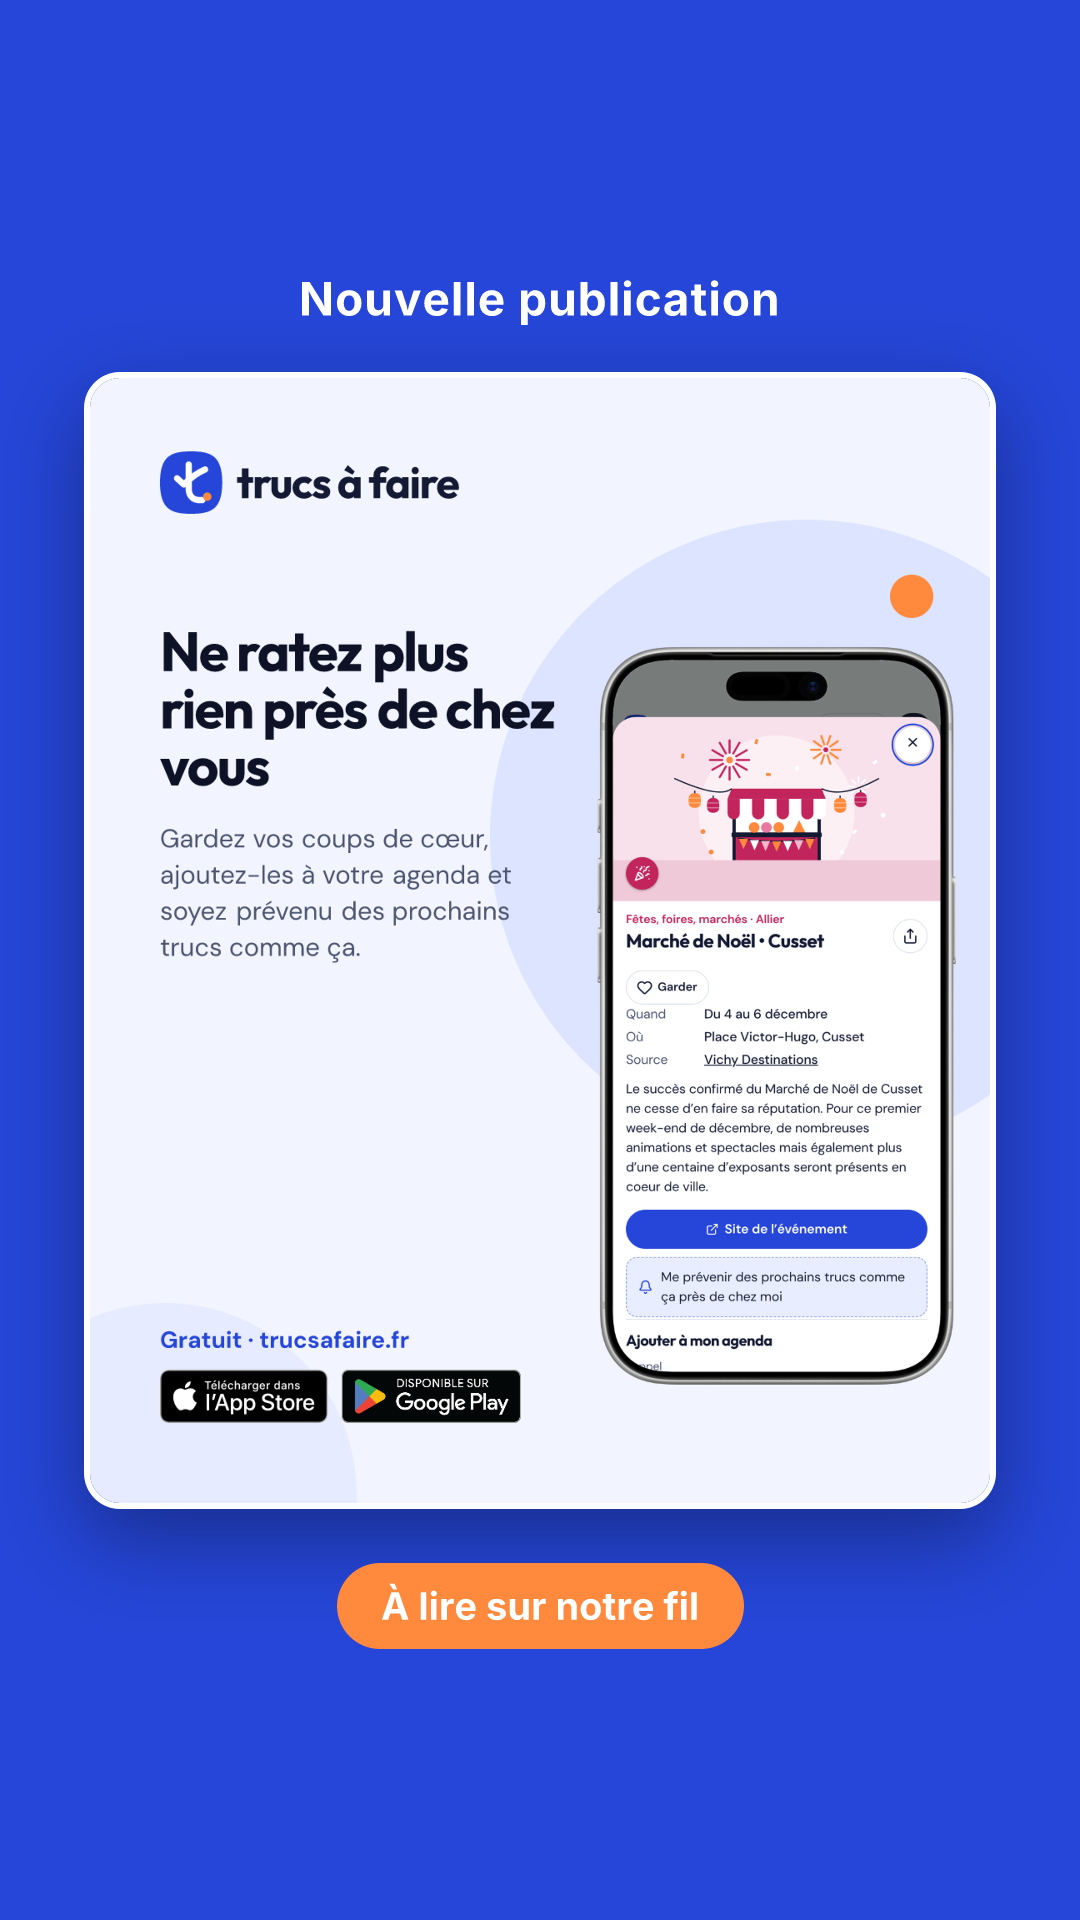 Nouvelle publication
trucs à faire
Ne ratez plus
rien près de chez
vous
Gardez vos coups de cœur,
ajoutez-les à votre agenda et
soyez prévenu des prochains
trucs comme ça.
Fêtes, foires, marchés · Allier
Marché de Noël • Cusset
Garder
Quand Du 4 au 6 décembre
Où Place Victor-Hugo, Cusset
Source Vichy Destinations
Le succès confirmé du Marché de Noël de Cusset
ne cesse d'en faire sa réputation. Pour ce premier
week-end de décembre, de nombreuses
animations et spectacles mais également plus
d'une centaine d'exposants seront présents en
coeur de ville.
Site de l'événement
Me prévenir des prochains trucs comme
ça près de chez moi
Ajouter à mon agenda
Gratuit · trucsafaire.fr
Télécharger dans
l'App Store
DISPONIBLE SUR
Google Play
À lire sur notre fil